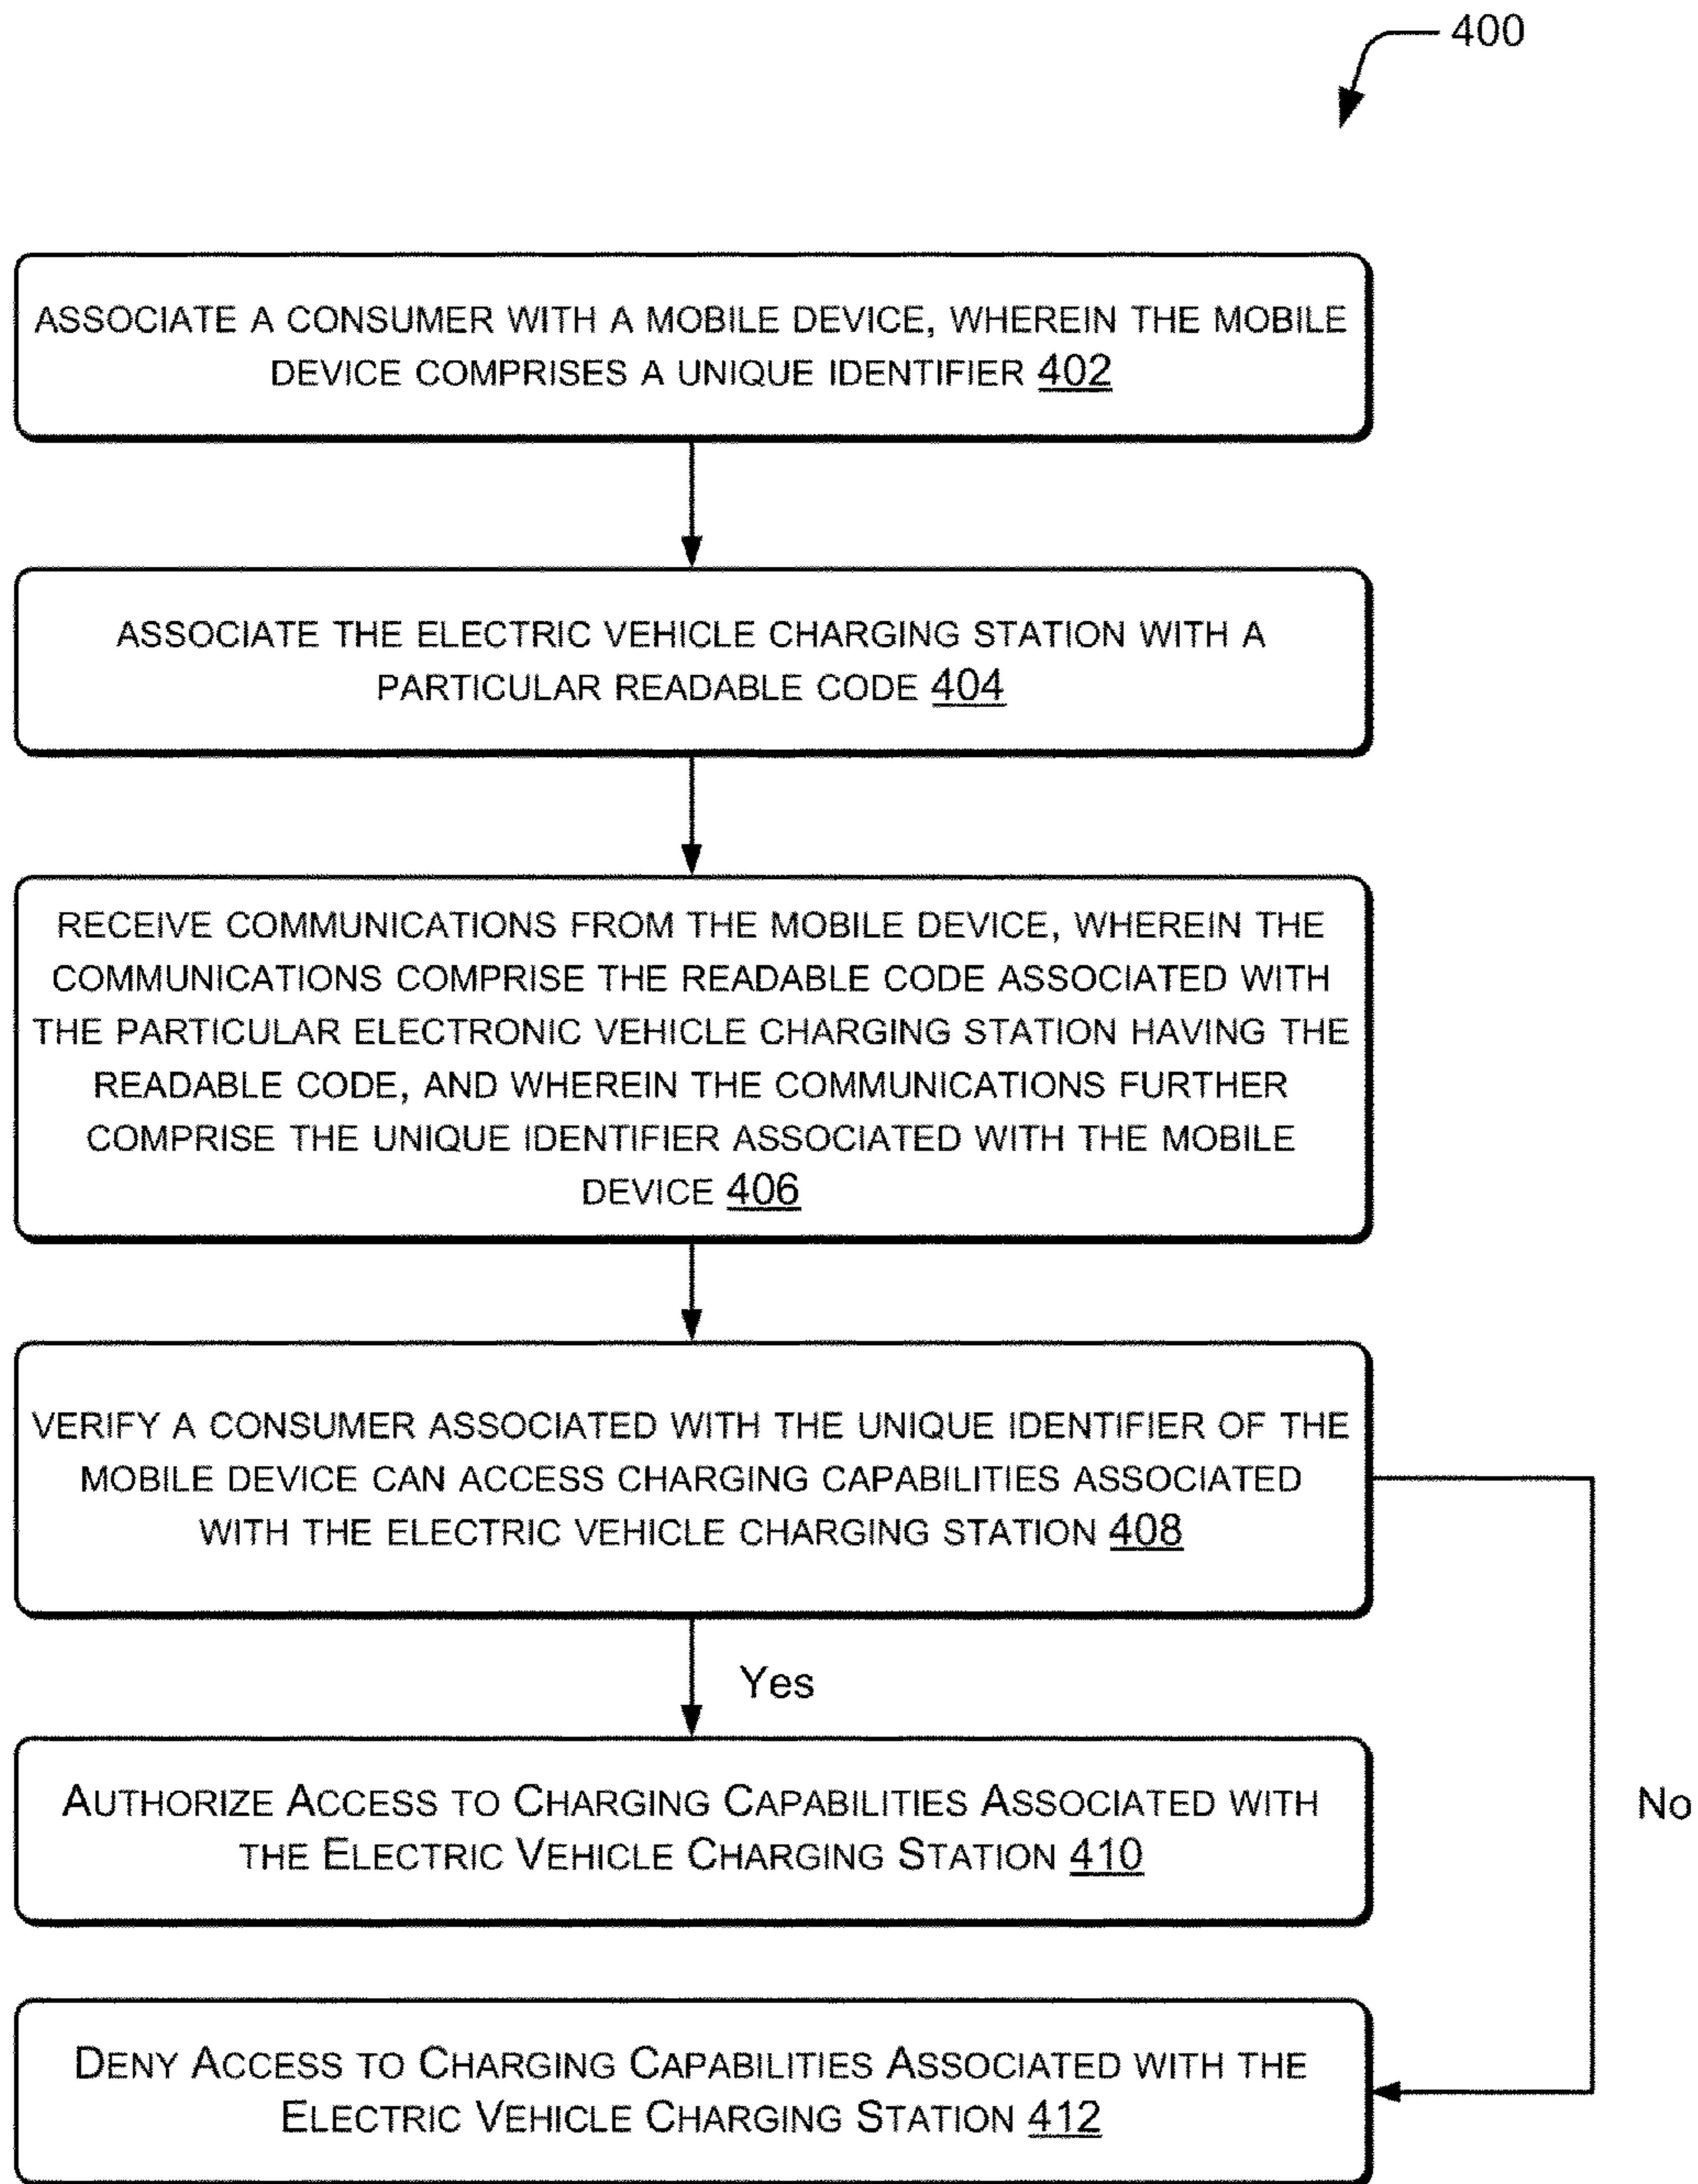 400
ASSOCIATE A CONSUMER WITH A MOBILE DEVICE, WHEREIN THE MOBILE
DEVICE COMPRISES A UNIQUE IDENTIFIER 402
ASSOCIATE THE ELECTRIC VEHICLE CHARGING STATION WITH A
PARTICULAR READABLE CODE 404
RECEIVE COMMUNICATIONS FROM THE MOBILE DEVICE, WHEREIN THE
COMMUNICATIONS COMPRISE THE READABLE CODE ASSOCIATED WITH
THE PARTICULAR ELECTRONIC VEHICLE CHARGING STATION HAVING THE
READABLE CODE, AND WHEREIN THE COMMUNICATIONS FURTHER
COMPRISE THE UNIQUE IDENTIFIER ASSOCIATED WITH THE MOBILE
DEVICE 406
VERIFY A CONSUMER ASSOCIATED WITH THE UNIQUE IDENTIFIER OF THE
MOBILE DEVICE CAN ACCESS CHARGING CAPABILITIES ASSOCIATED
WITH THE ELECTRIC VEHICLE CHARGING STATION 408
Yes
AUTHORIZE ACCESS TO CHARGING CAPABILITIES ASSOCIATED WITH
THE ELECTRIC VEHICLE CHARGING STATION 410
No
DENY ACCESS TO CHARGING CAPABILITIES ASSOCIATED WITH THE
ELECTRIC VEHICLE CHARGING STATION 412